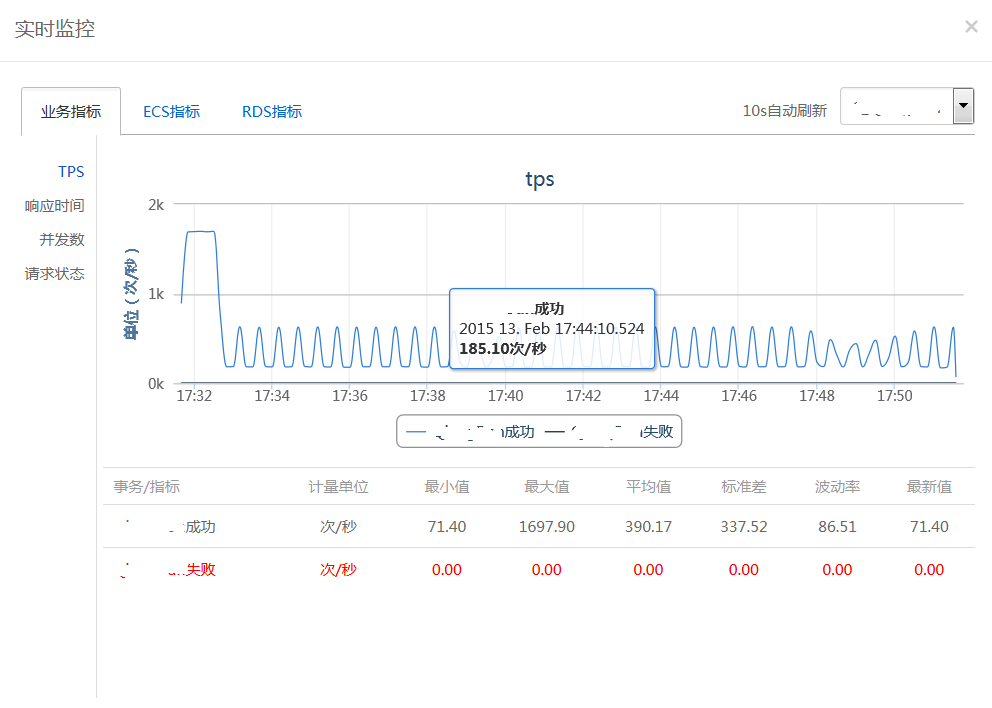 实时监控
×
业务指标 ECS指标 RDS指标 10s自动刷新
TPS
响应时间
并发数
请求状态
tps
单位（次/秒）
2k
1k
0k
成功
2015 13. Feb 17:44:10.524
185.10次/秒
17:32 17:34 17:36 17:38 17:40 17:42 17:44 17:46 17:48 17:50
成功 失败
事务/指标 计量单位 最小值 最大值 平均值 标准差 波动率 最新值
成功 次/秒 71.40 1697.90 390.17 337.52 86.51 71.40
失败 次/秒 0.00 0.00 0.00 0.00 0.00 0.00